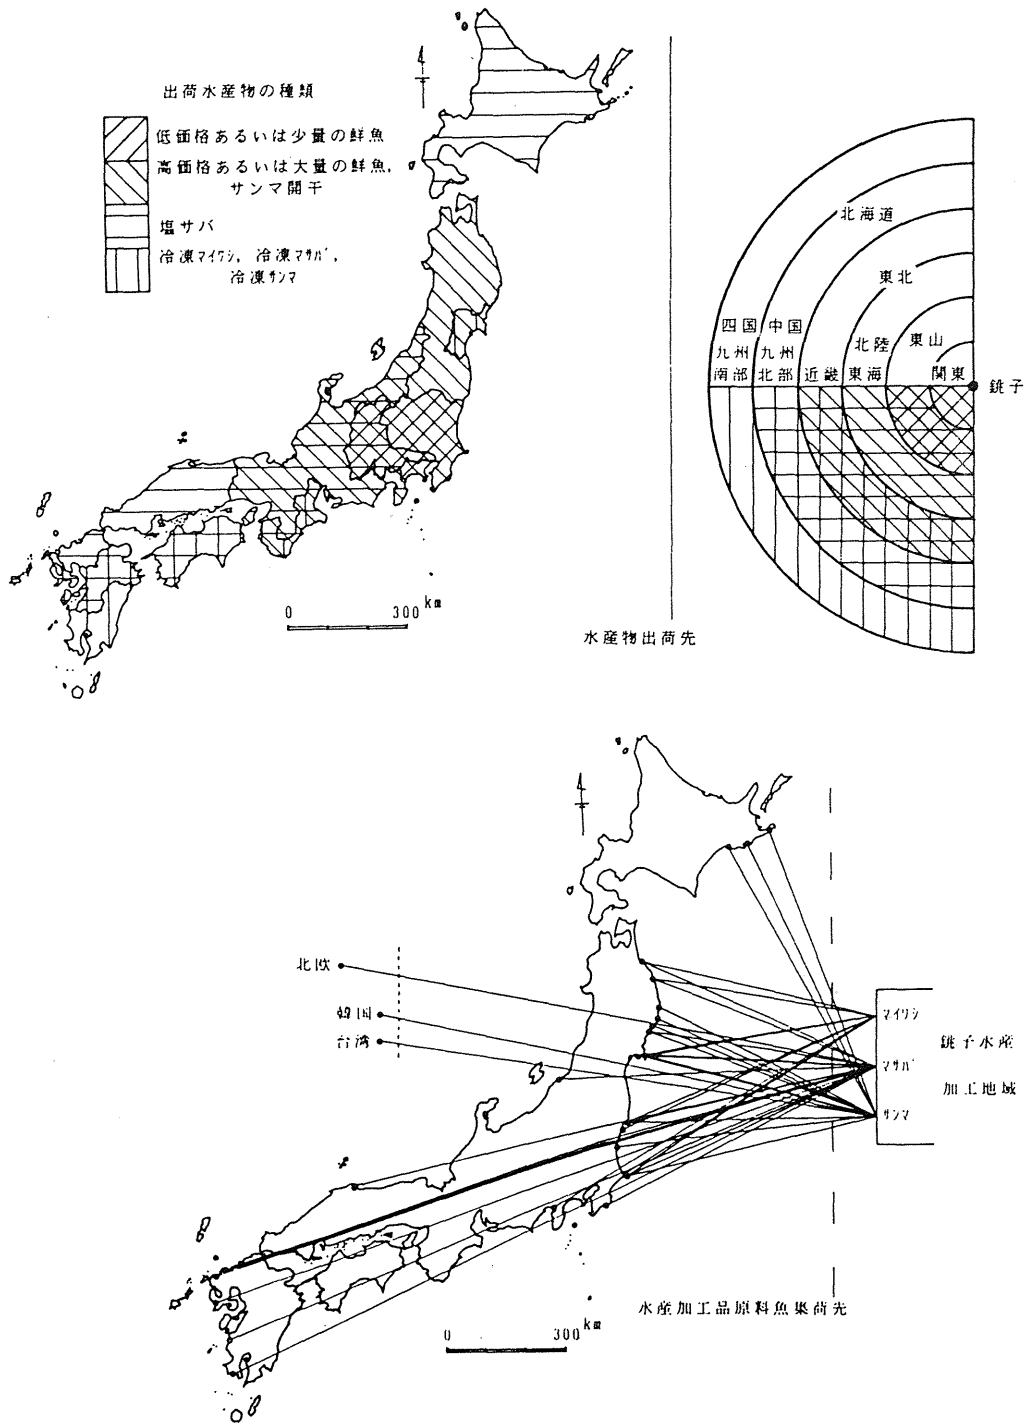 出荷水産物の種類
低価格あるいは少量の鮮魚
高価格あるいは大量の鮮魚,
サンマ開干
塩サバ
冷凍マイワシ, 冷凍マサバ,
冷凍サンマ
0 300 km
水産物出荷先
北海道
東北
四国 中国
東山
九州 九州 北陸
南部 北部 近畿 東海 関東
銚子
北欧
韓国
台湾
マイワシ
銚子水産
マサバ
加工地域
サンマ
水産加工品原料魚集荷先
0 300 km